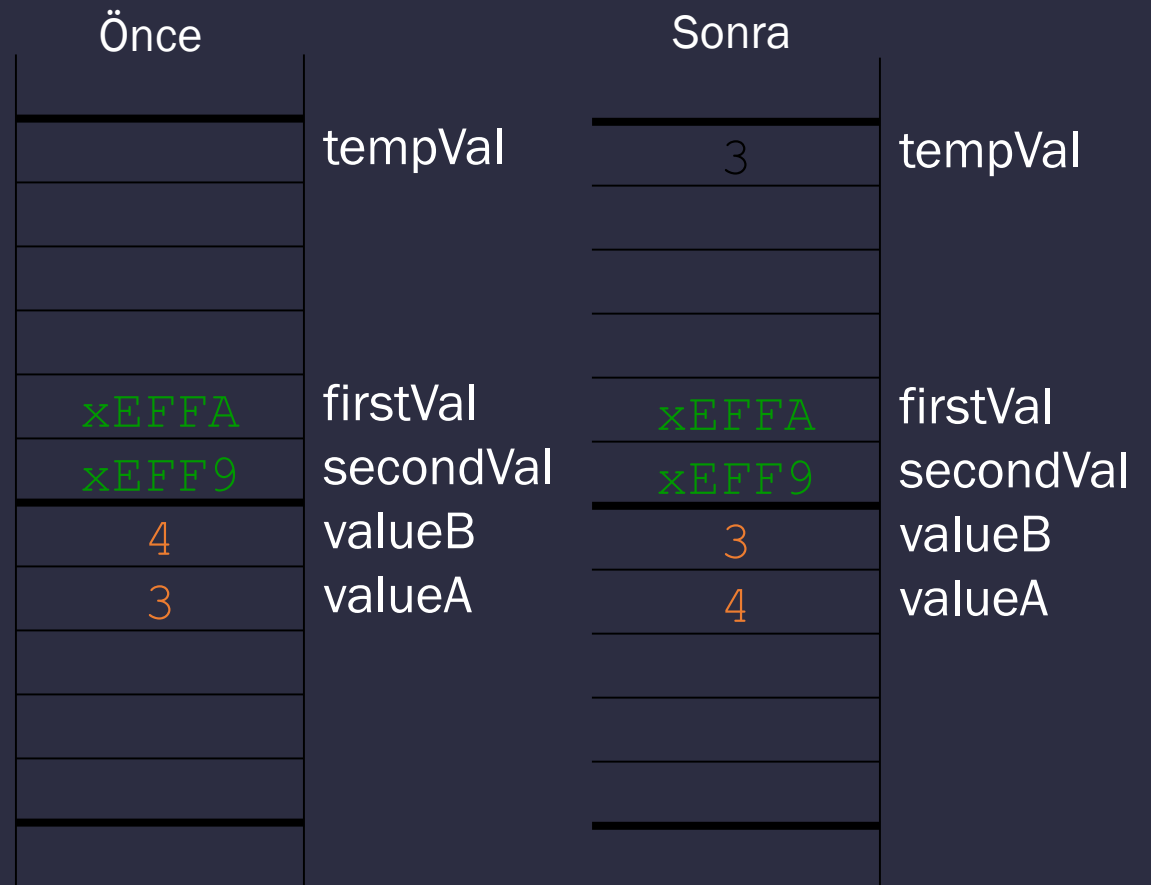 Önce
tempVal
xEFFA firstVal
xEFF9 secondVal
4 valueB
3 valueA
Sonra
3 tempVal
xEFFA firstVal
xEFF9 secondVal
3 valueB
4 valueA